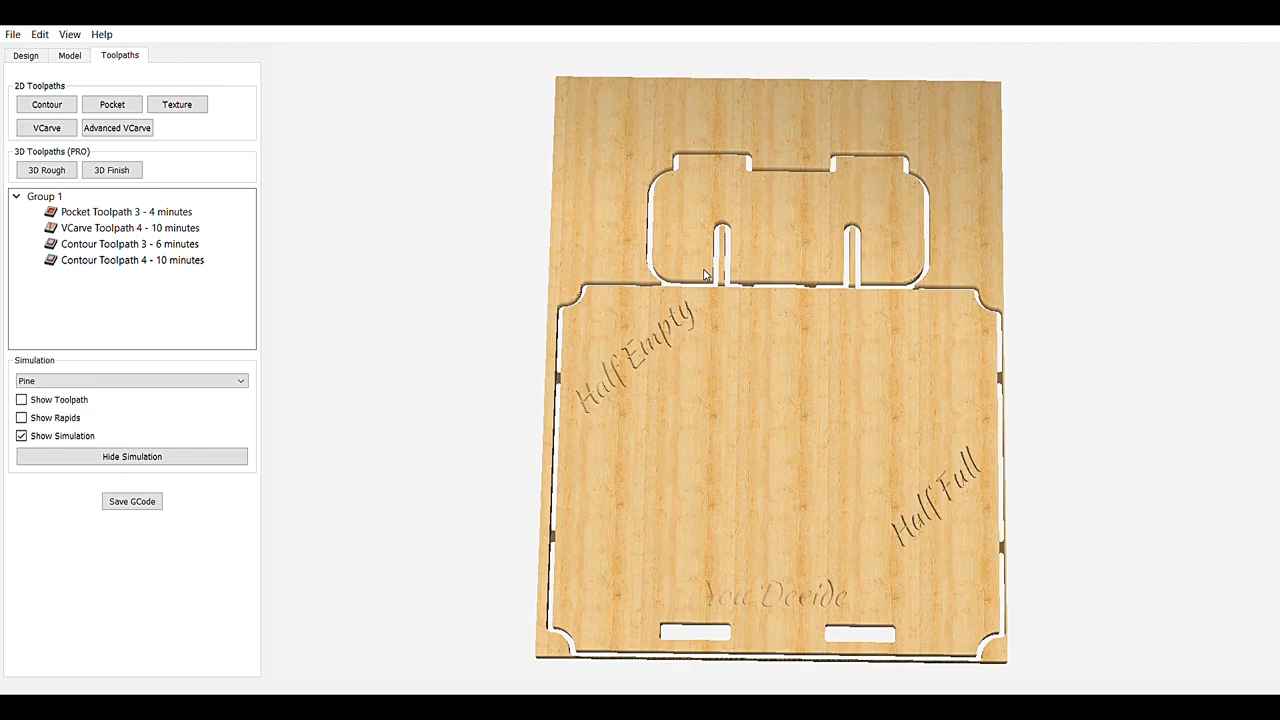 File Edit View Help
Design Model Toolpaths
2D Toolpaths
Contour Pocket Texture
VCarve Advanced VCarve
3D Toolpaths (PRO)
3D Rough 3D Finish
Group 1
Pocket Toolpath 3 - 4 minutes
VCarve Toolpath 4 - 10 minutes
Contour Toolpath 3 - 6 minutes
Contour Toolpath 4 - 10 minutes
Simulation
Pine
Show Toolpath
Show Rapids
Show Simulation
Hide Simulation
Save GCode
Half Empty
Half Full
You Decide